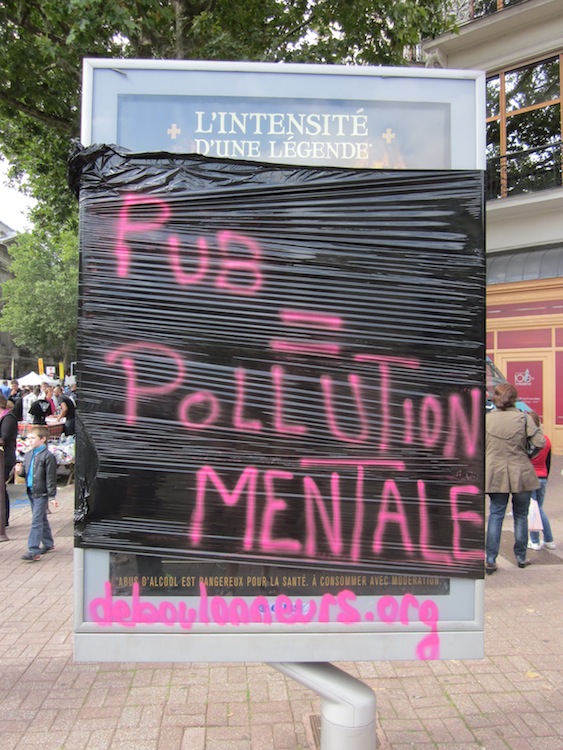 L'INTENSITÉ
D'UNE LÉGENDE
PUB
=
POLLUTION
MENTALE
L'ABUS D'ALCOOL EST DANGEREUX POUR LA SANTÉ. À CONSOMMER AVEC MODÉRATION.
deboulonneurs.org